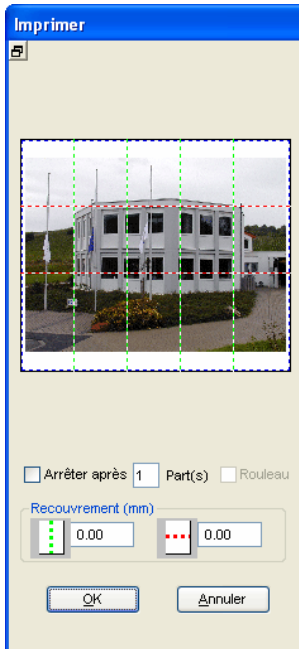 Imprimer
Arrêter après 1 Part(s) Rouleau
Recouvrement (mm)
0.00 0.00
OK Annuler